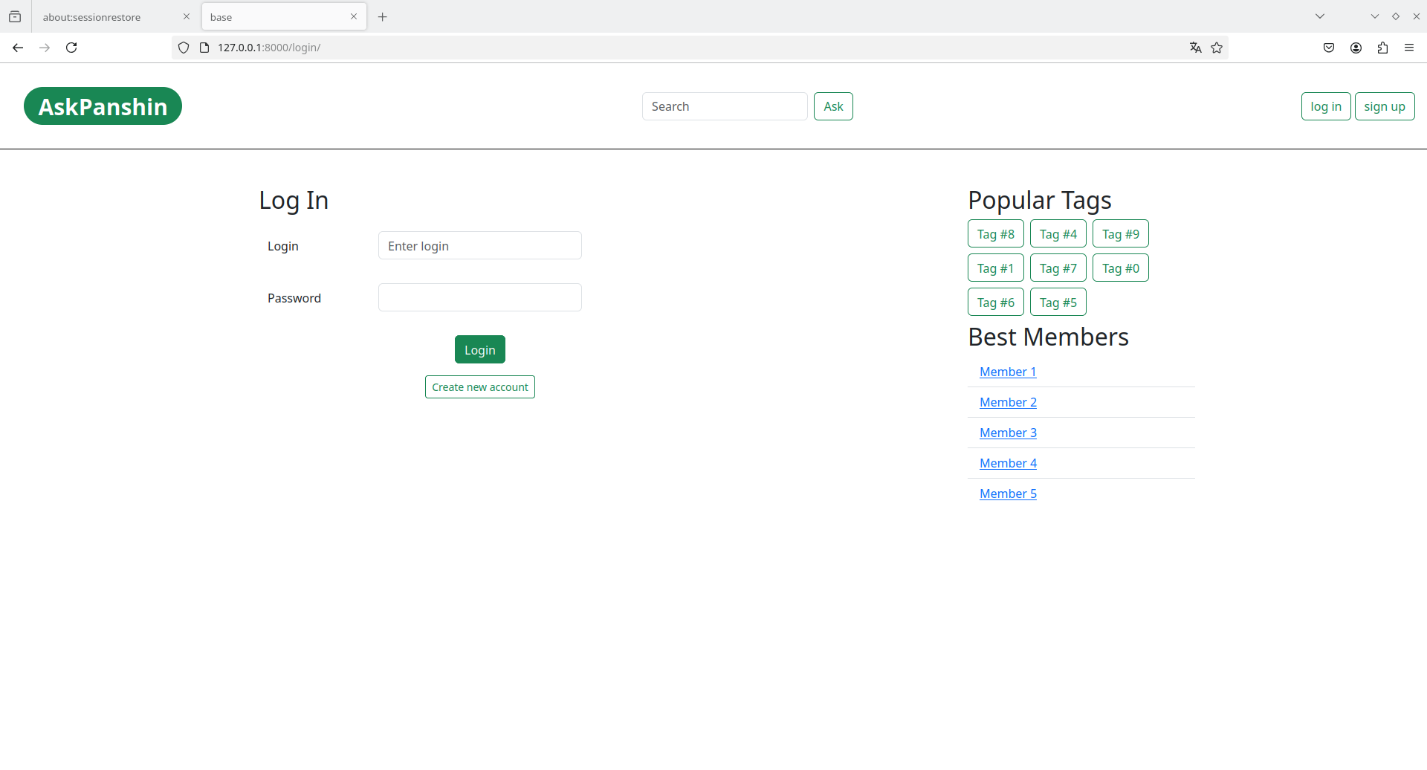 about:sessionrestore
base
127.0.0.1:8000/login/
AskPanshin
Search
Ask
log in
sign up
Log In
Login
Enter login
Password
Login
Create new account
Popular Tags
Tag #8 Tag #4 Tag #9
Tag #1 Tag #7 Tag #0
Tag #6 Tag #5
Best Members
Member 1
Member 2
Member 3
Member 4
Member 5